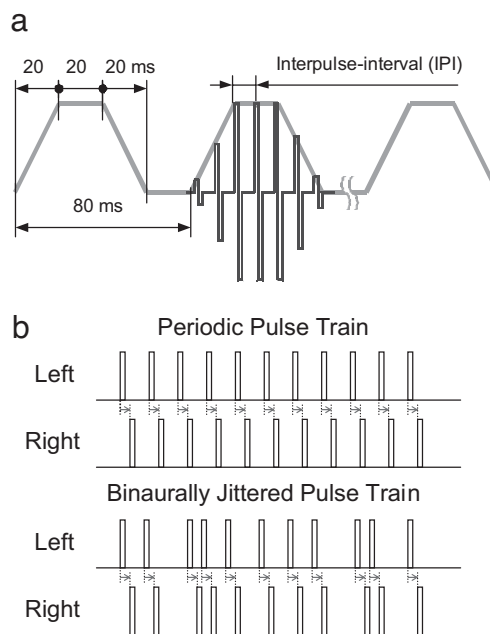 a
20 20 20 ms
Interpulse-interval (IPI)
80 ms
b
Periodic Pulse Train
Left
Right
Binaurally Jittered Pulse Train
Left
Right